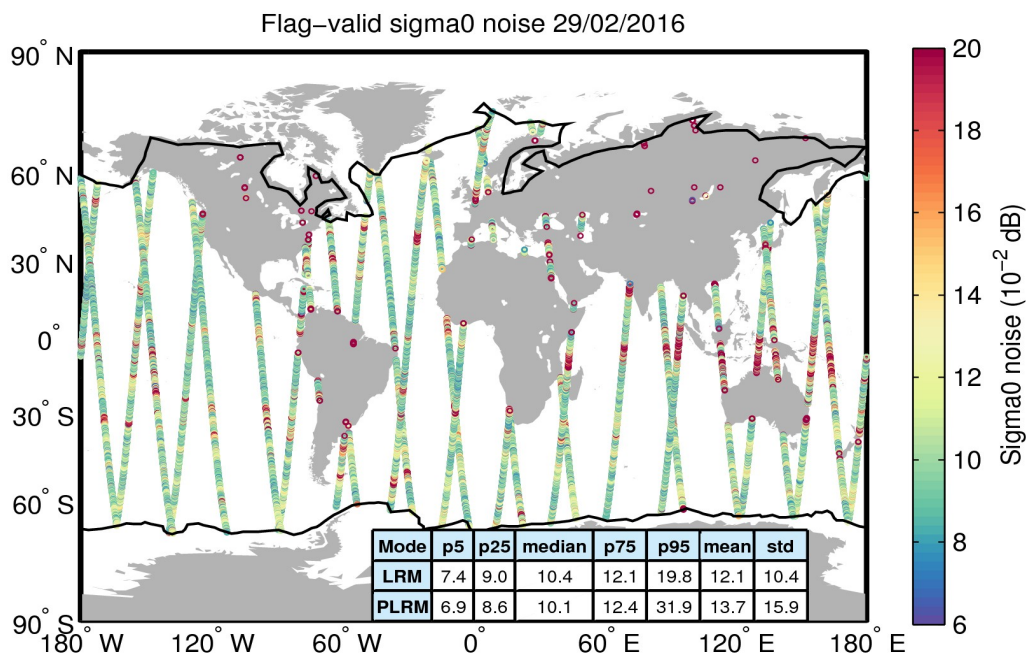 Flag−valid sigma0 noise 29/02/2016
90° N
60° N
30° N
0°
30° S
60° S
90° S
180° W 120° W 60° W 0° 60° E 120° E 180° E
Mode p5 p25 median p75 p95 mean std
LRM 7.4 9.0 10.4 12.1 19.8 12.1 10.4
PLRM 6.9 8.6 10.1 12.4 31.9 13.7 15.9
20
18
16
14
12
10
8
6
Sigma0 noise (10⁻² dB)